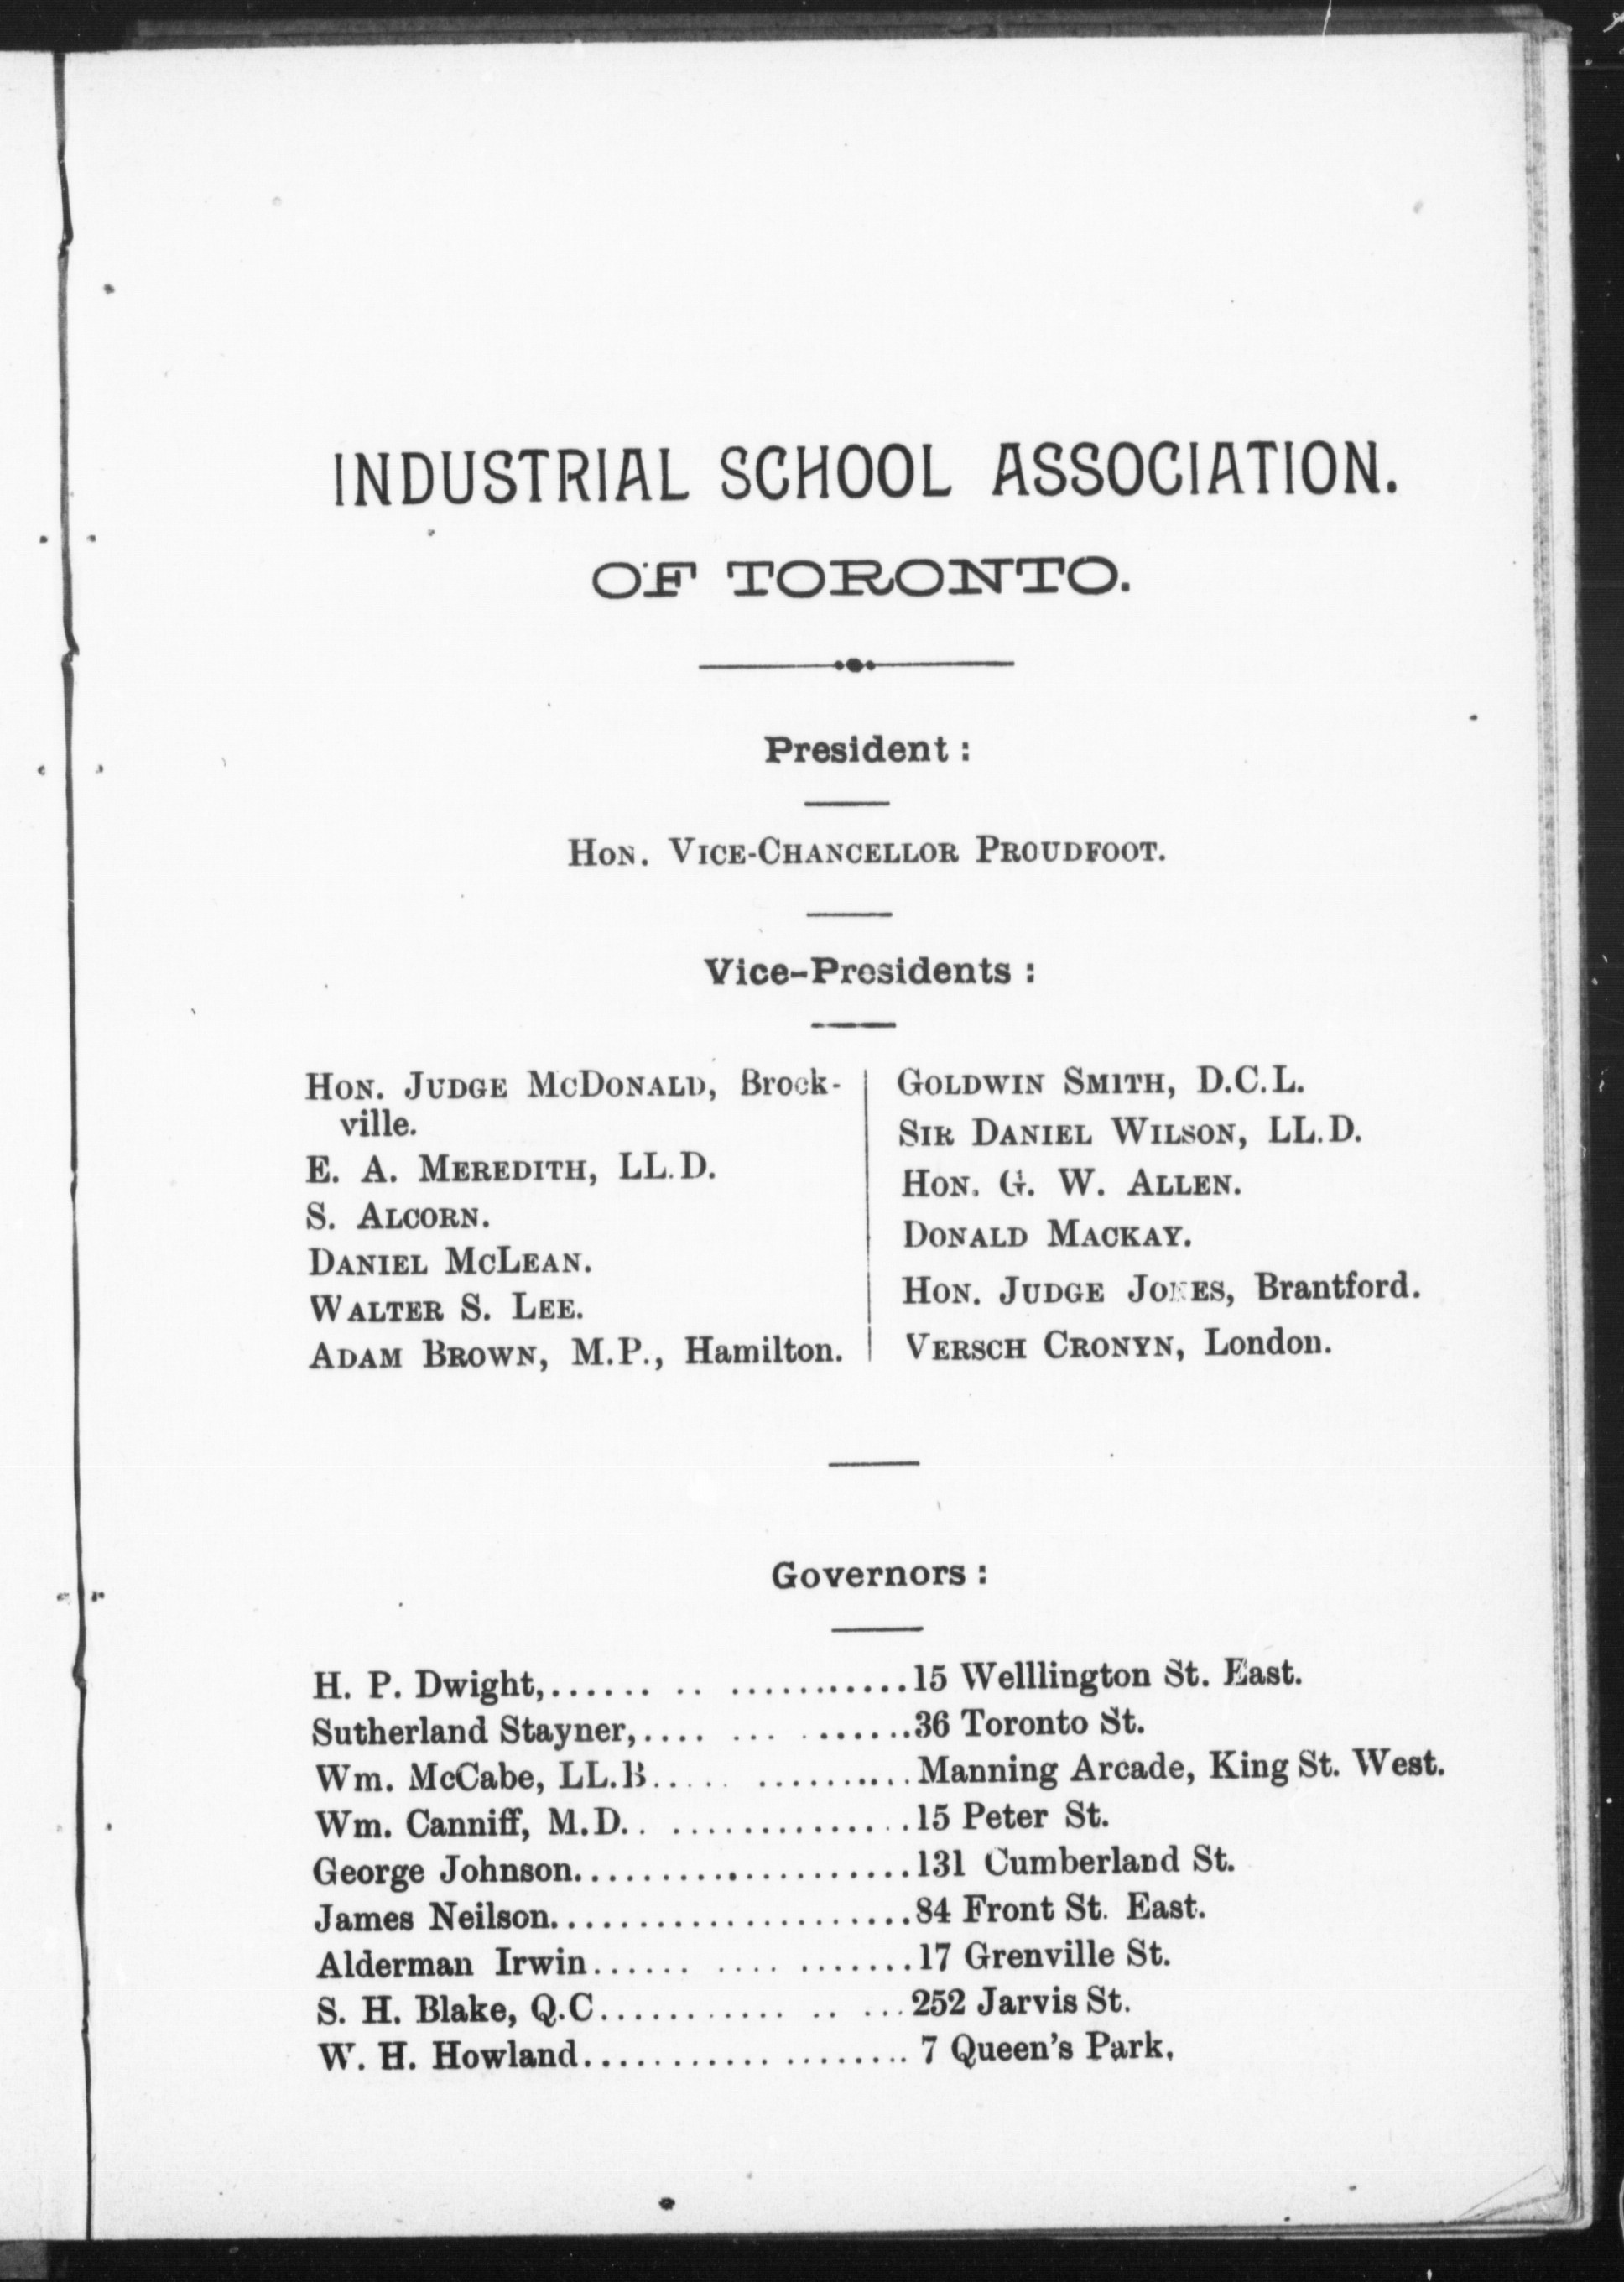 INDUSTRIAL SCHOOL ASSOCIATION.
OF TORONTO.
President :
HON. VICE-CHANCELLOR PROUDFOOT.
Vice-Presidents :
HON. JUDGE MCDONALD, Brock-
ville.
E. A. MEREDITH, LL.D.
S. ALCORN.
DANIEL MCLEAN.
WALTER S. LEE.
ADAM BROWN, M.P., Hamilton.
GOLDWIN SMITH, D.C.L.
SIR DANIEL WILSON, LL.D.
HON. G. W. ALLEN.
DONALD MACKAY.
HON. JUDGE JONES, Brantford.
VERSCH CRONYN, London.
Governors :
H. P. Dwight,...... .. ............15 Welllington St. East.
Sutherland Stayner,.... ... . ......36 Toronto St.
Wm. McCabe, LL.B..... ...........Manning Arcade, King St. West.
Wm. Canniff, M.D.. ................15 Peter St.
George Johnson.......................131 Cumberland St.
James Neilson.........................84 Front St. East.
Alderman Irwin...... .... ........17 Grenville St.
S. H. Blake, Q.C............. .. ...252 Jarvis St.
W. H. Howland............. ......... 7 Queen's Park.